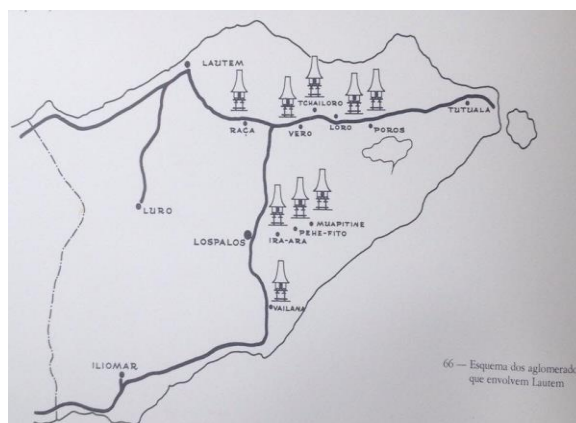 LAUTEM
TCHAILORO
RAÇA
VERO
LORO
POROS
TUTUALA
LURO
MUAPITINE
PEHE-FITO
IRA-ARA
LOSPALOS
VAILANA
ILIOMAR
66 — Esquema dos aglomerado
que envolvem Lautem